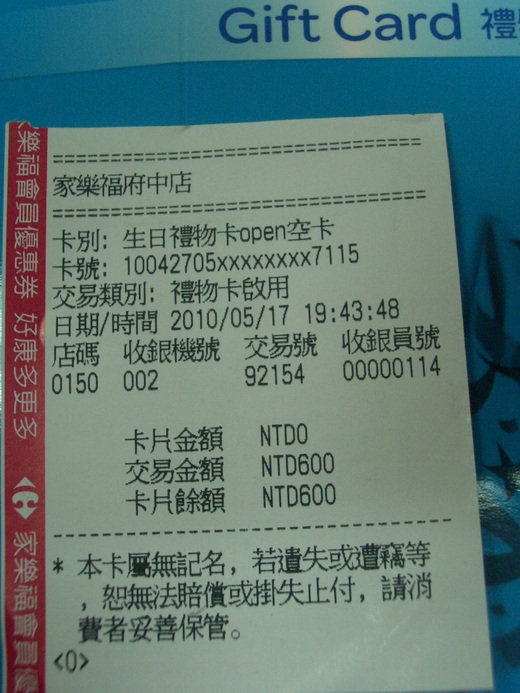 Gift Card 禮
============================
家樂福府中店
============================
卡別: 生日禮物卡open空卡
卡號: 10042705xxxxxxxx7115
交易類別: 禮物卡啟用
日期/時間 2010/05/17 19:43:48
店碼 收銀機號 交易號 收銀員號
0150 002 92154 00000114
卡片金額 NTD0
交易金額 NTD600
卡片餘額 NTD600
----------------------------
* 本卡屬無記名，若遺失或遭竊等
，恕無法賠償或掛失止付，請消
費者妥善保管。
<0>
樂福會員優惠券 好康多更多
家樂福會員優